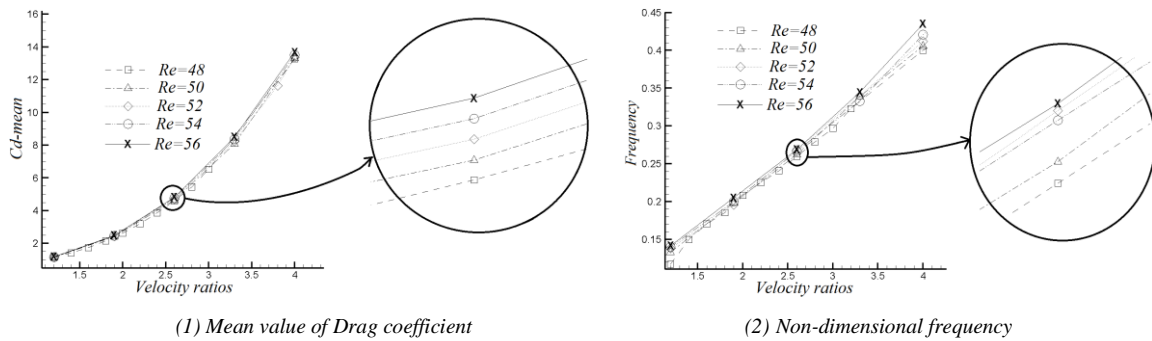 16
14
12
10
8
6
4
2
Cd-mean
Re=48
Re=50
Re=52
Re=54
Re=56
1.5
2
2.5
3
3.5
4
Velocity ratios
(1) Mean value of Drag coefficient
0.45
0.4
0.35
0.3
0.25
0.2
0.15
Frequency
Re=48
Re=50
Re=52
Re=54
Re=56
1.5
2
2.5
3
3.5
4
Velocity ratios
(2) Non-dimensional frequency